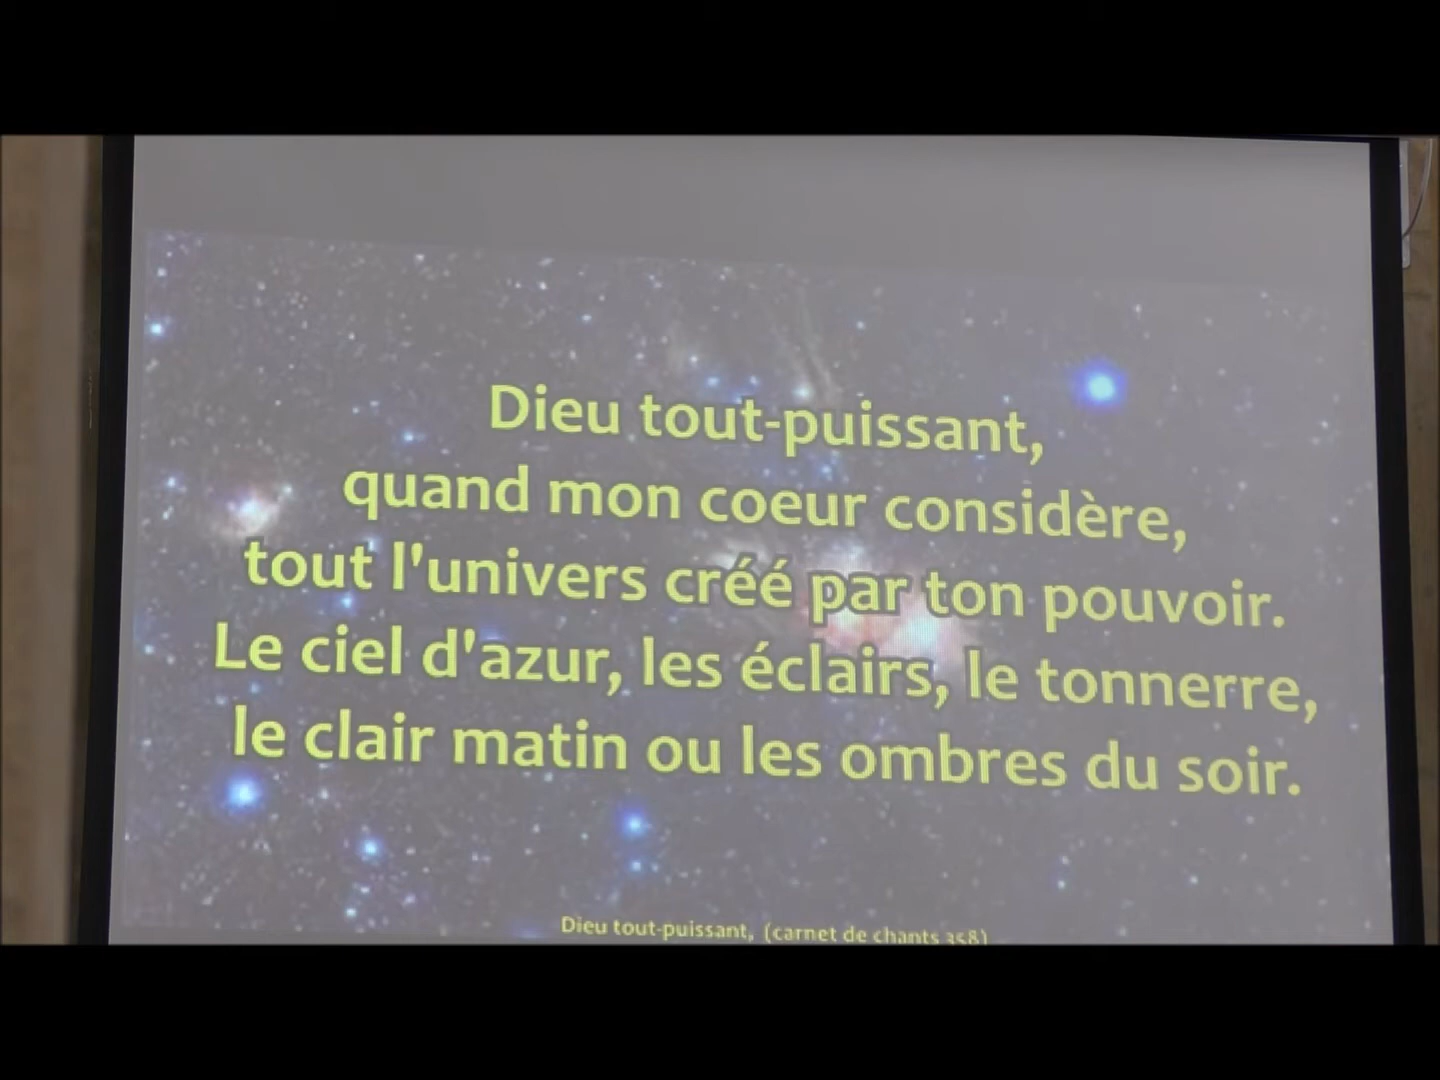 Dieu tout-puissant,
quand mon coeur considère,
tout l'univers créé par ton pouvoir.
Le ciel d'azur, les éclairs, le tonnerre,
le clair matin ou les ombres du soir.
Dieu tout-puissant, (carnet de chants 358)